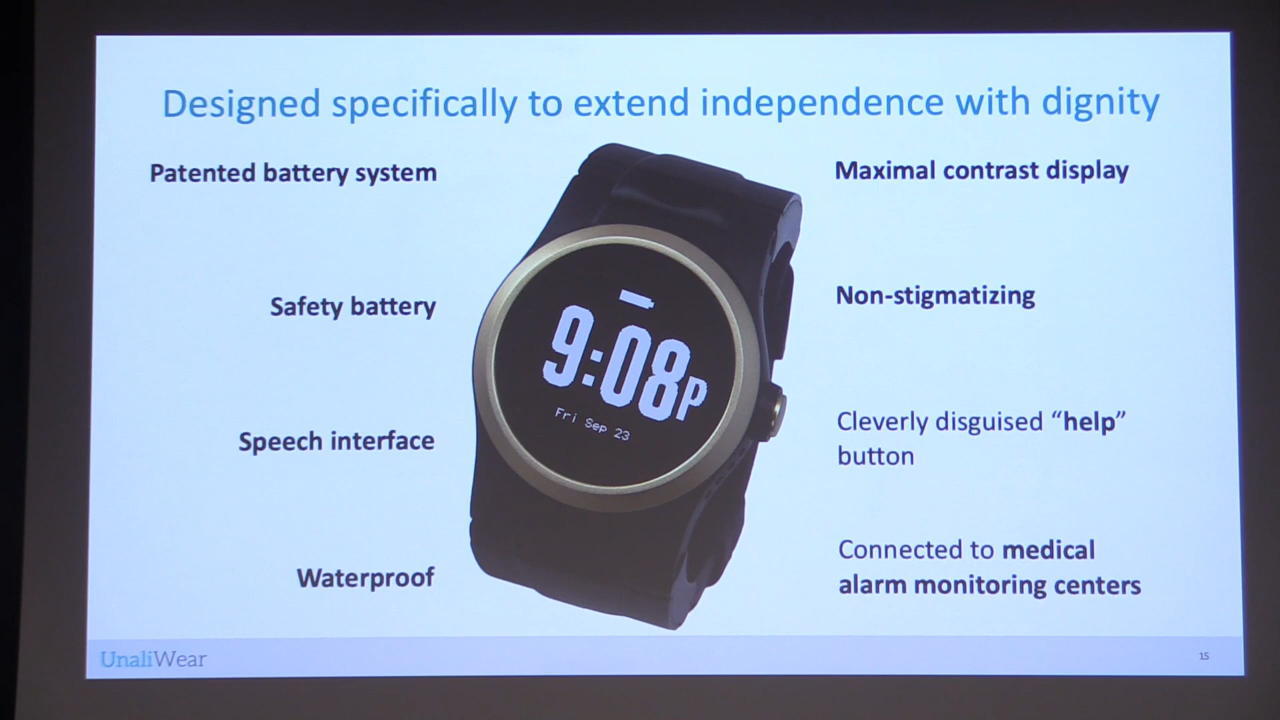 Designed specifically to extend independence with dignity
Patented battery system
Safety battery
Speech interface
Waterproof
9:08P
Fri Sep 23
Maximal contrast display
Non-stigmatizing
Cleverly disguised “help”
button
Connected to medical
alarm monitoring centers
UnaliWear
15